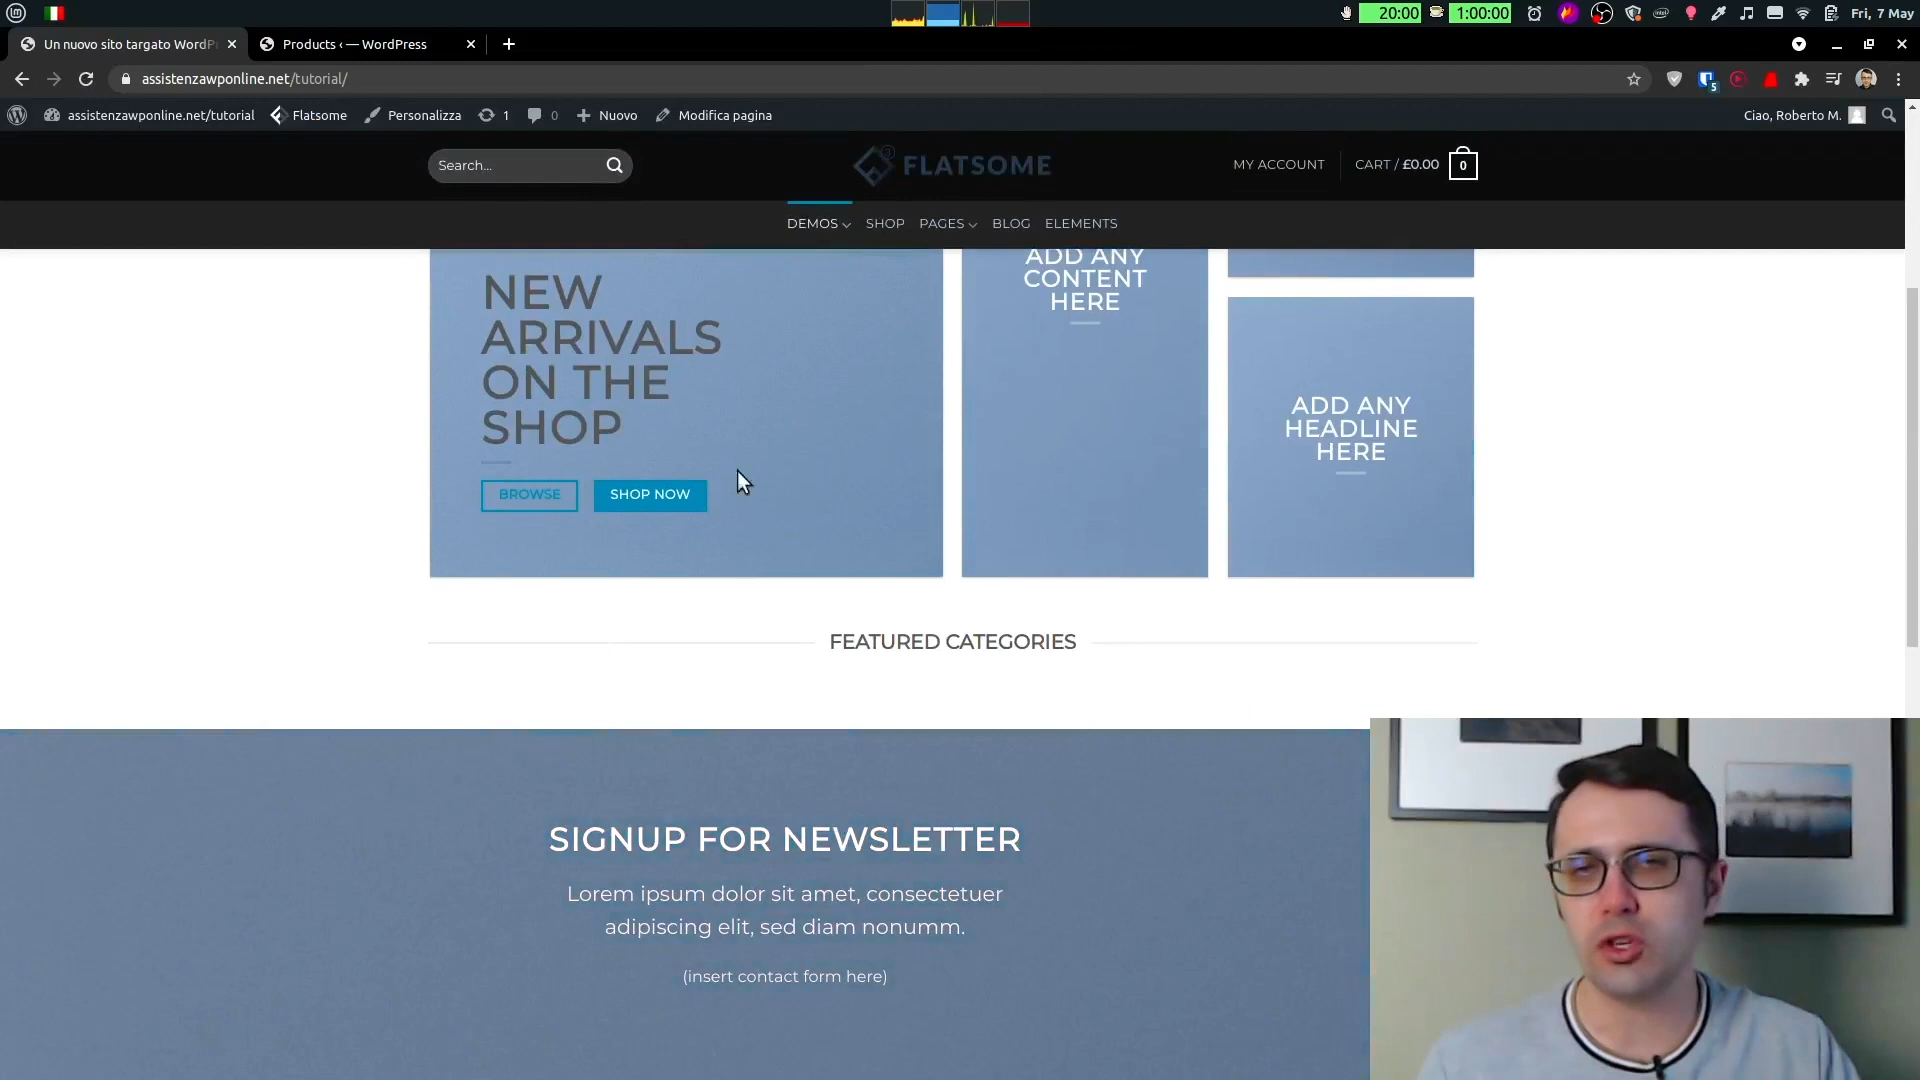 20:00
1:00:00
Fri, 7 May
Un nuovo sito targato WordP
Products ‹ — WordPress
assistenzawponline.net/tutorial/
5
assistenzawponline.net/tutorial
Flatsome
Personalizza
1
0
Nuovo
Modifica pagina
Ciao, Roberto M.
Search...
FLATSOME
MY ACCOUNT
CART / £0.00
0
DEMOS
SHOP
PAGES
BLOG
ELEMENTS
NEW
ARRIVALS
ON THE
SHOP
BROWSE
SHOP NOW
ADD ANY
CONTENT
HERE
ADD ANY
HEADLINE
HERE
FEATURED CATEGORIES
SIGNUP FOR NEWSLETTER
Lorem ipsum dolor sit amet, consectetuer
adipiscing elit, sed diam nonumm.
(insert contact form here)